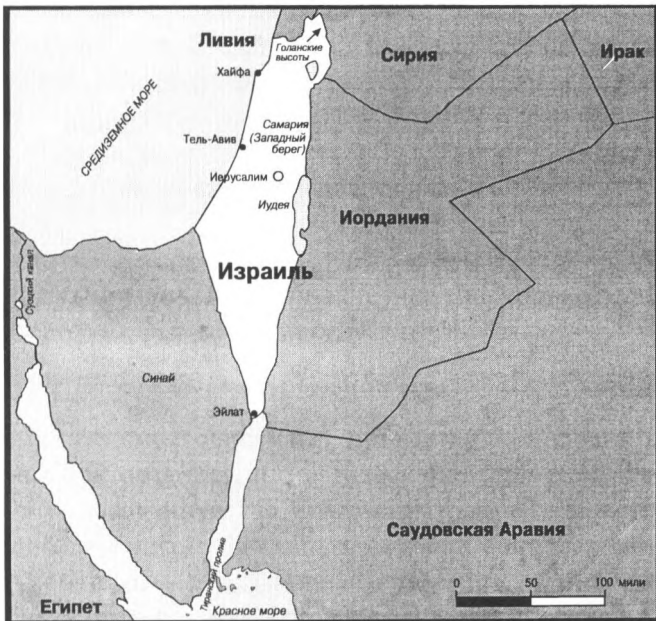 Ливия
Голанские
высоты
Сирия
Ирак
Хайфа
СРЕДИЗЕМНОЕ МОРЕ
Самария
(Западный
берег)
Тель-Авив
Иерусалим
Иудея
Иордания
Израиль
Суэцкий канал
Синай
Эйлат
Саудовская Аравия
Тиранский пролив
0 50 100 мили
Египет
Красное море